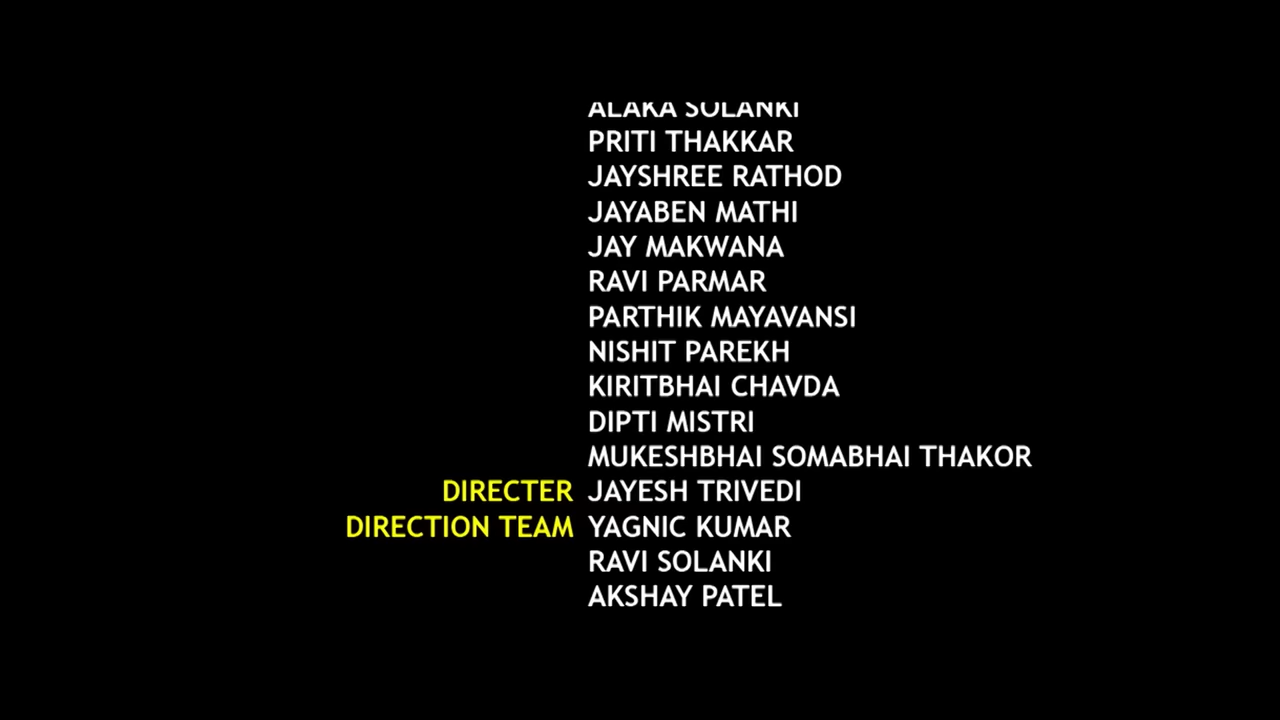 ALAKA SOLANKI
PRITI THAKKAR
JAYSHREE RATHOD
JAYABEN MATHI
JAY MAKWANA
RAVI PARMAR
PARTHIK MAYAVANSI
NISHIT PAREKH
KIRITBHAI CHAVDA
DIPTI MISTRI
MUKESHBHAI SOMABHAI THAKOR
DIRECTER JAYESH TRIVEDI
DIRECTION TEAM YAGNIC KUMAR
RAVI SOLANKI
AKSHAY PATEL